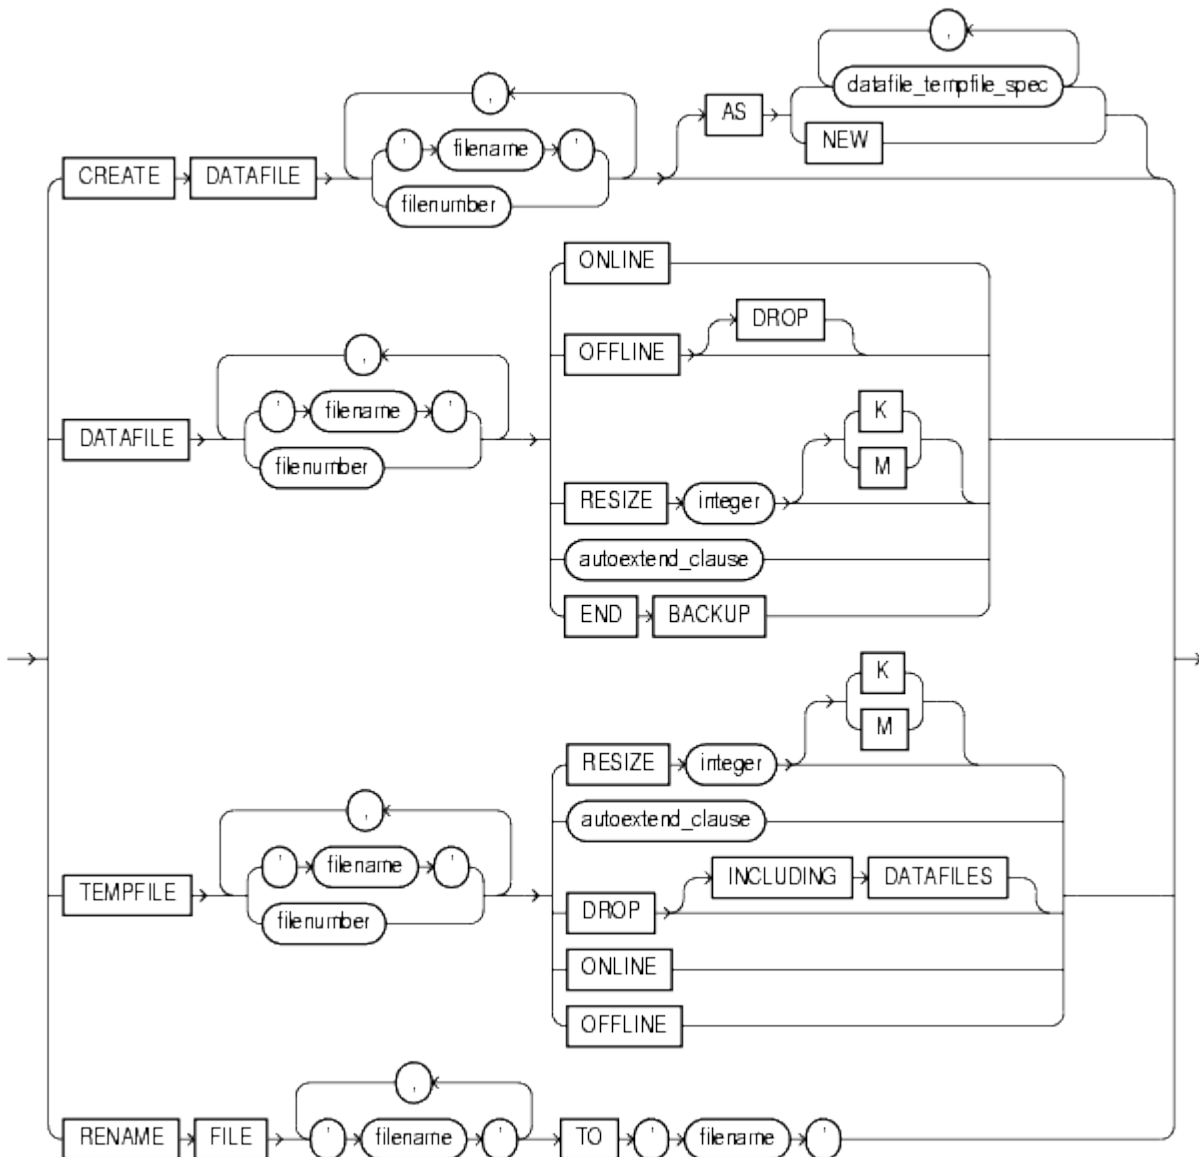 ,
datafile_tempfile_spec
,
AS
NEW
' filename '
CREATE DATAFILE
filenumber
ONLINE
DROP
,
OFFLINE
' filename '
K
DATAFILE
filenumber
M
RESIZE integer
autoextend_clause
END BACKUP
K
M
RESIZE integer
,
autoextend_clause
' filename '
INCLUDING DATAFILES
TEMPFILE
DROP
filenumber
ONLINE
OFFLINE
,
RENAME FILE ' filename ' TO ' filename '